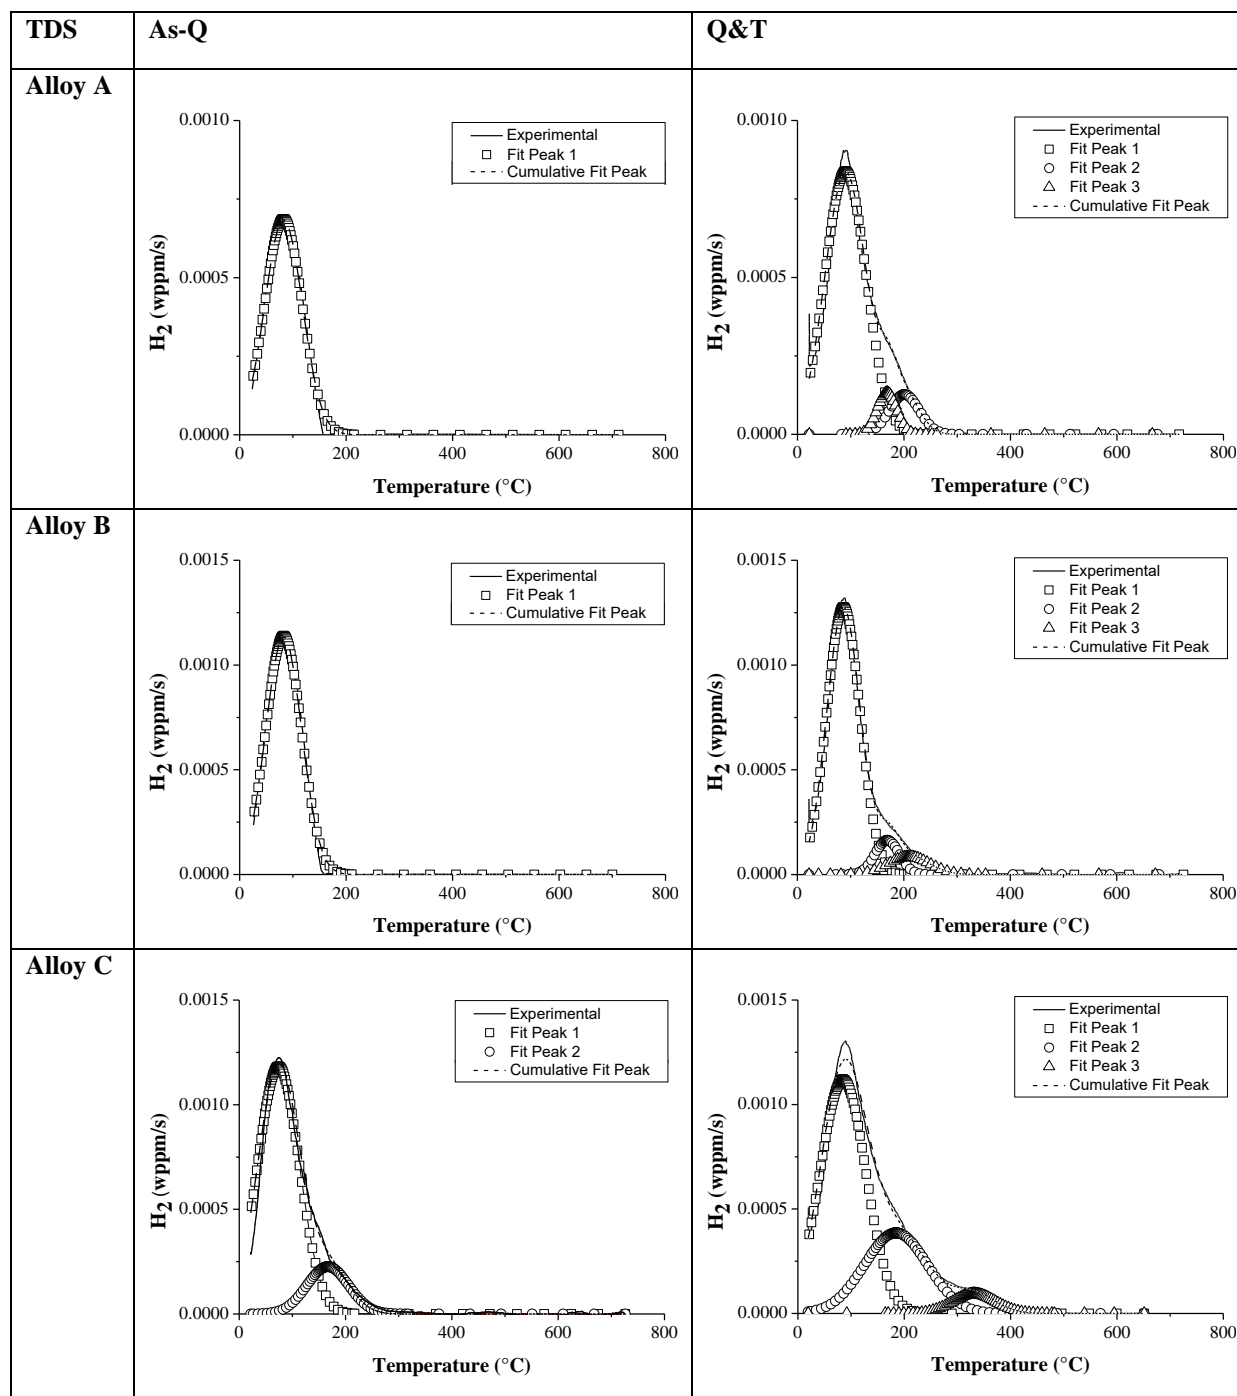 TDS As-Q Q&T
Alloy A
0.0010
0.0005
0.0000
H2 (wppm/s)
0 200 400 600 800
Temperature (°C)
Experimental
Fit Peak 1
Cumulative Fit Peak
0.0010
0.0005
0.0000
H2 (wppm/s)
0 200 400 600 800
Temperature (°C)
Experimental
Fit Peak 1
Fit Peak 2
Fit Peak 3
Cumulative Fit Peak
Alloy B
0.0015
0.0010
0.0005
0.0000
H2 (wppm/s)
0 200 400 600 800
Temperature (°C)
Experimental
Fit Peak 1
Cumulative Fit Peak
0.0015
0.0010
0.0005
0.0000
H2 (wppm/s)
0 200 400 600 800
Temperature (°C)
Experimental
Fit Peak 1
Fit Peak 2
Fit Peak 3
Cumulative Fit Peak
Alloy C
0.0015
0.0010
0.0005
0.0000
H2 (wppm/s)
0 200 400 600 800
Temperature (°C)
Experimental
Fit Peak 1
Fit Peak 2
Cumulative Fit Peak
0.0015
0.0010
0.0005
0.0000
H2 (wppm/s)
0 200 400 600 800
Temperature (°C)
Experimental
Fit Peak 1
Fit Peak 2
Fit Peak 3
Cumulative Fit Peak